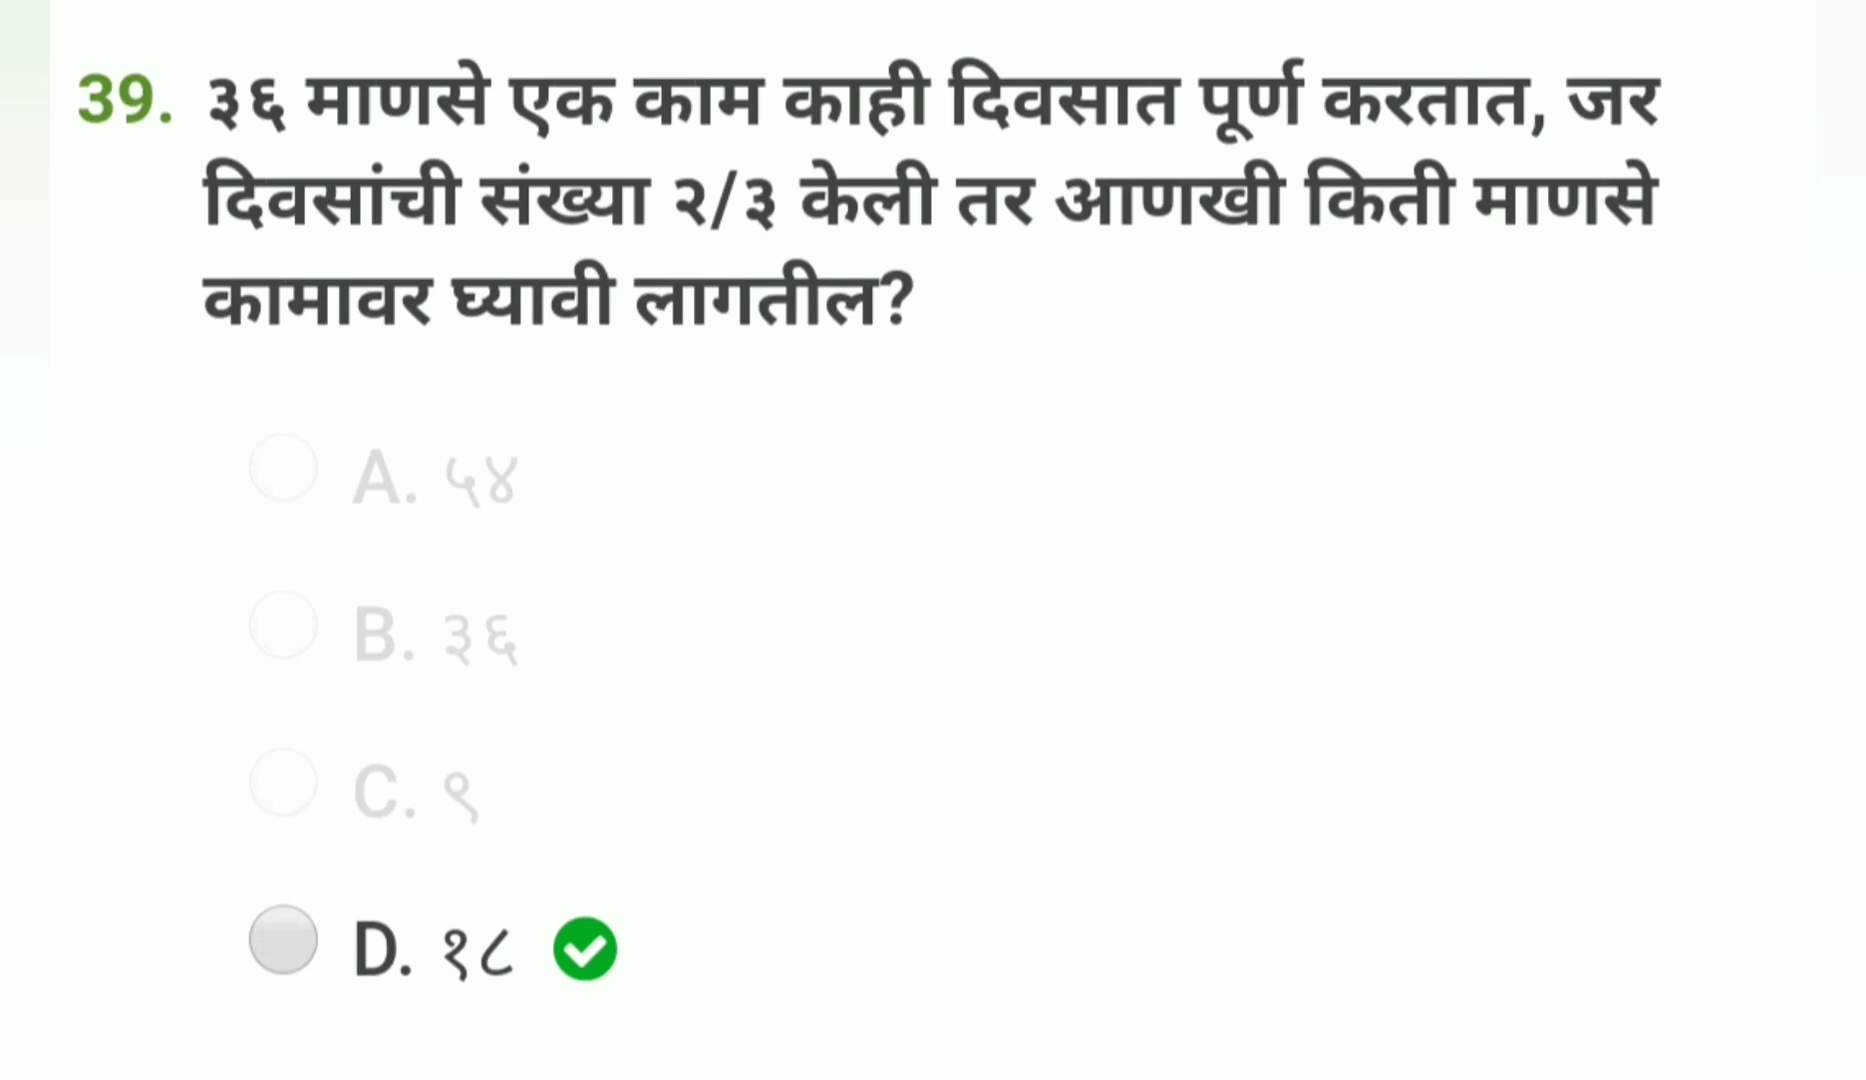 39. ३६ माणसे एक काम काही दिवसात पूर्ण करतात, जर
दिवसांची संख्या २/३ केली तर आणखी किती माणसे
कामावर घ्यावी लागतील?
A. ५४
B. ३६
C. ९
D. १८